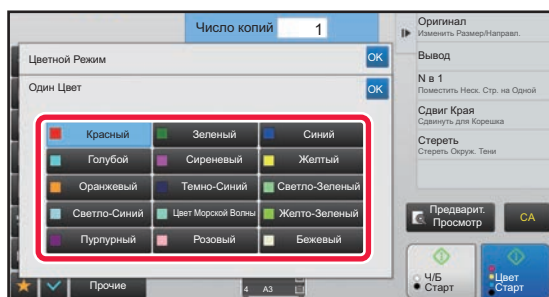 Число копий 1
Цветной Режим OK
Один Цвет OK
Красный Зеленый Синий
Голубой Сиреневый Желтый
Оранжевый Темно-Синий Светло-Зеленый
Светло-Синий Цвет Морской Волны Желто-Зеленый
Пурпурный Розовый Бежевый
Прочие
4 A3
Оригинал
Изменить Размер/Направл.
Вывод
N в 1
Поместить Неск. Стр. на Одной
Сдвиг Края
Сдвинуть для Корешка
Стереть
Стереть Окруж. Тени
Предварит.
Просмотр
CA
Ч/Б
Старт
Цвет
Старт